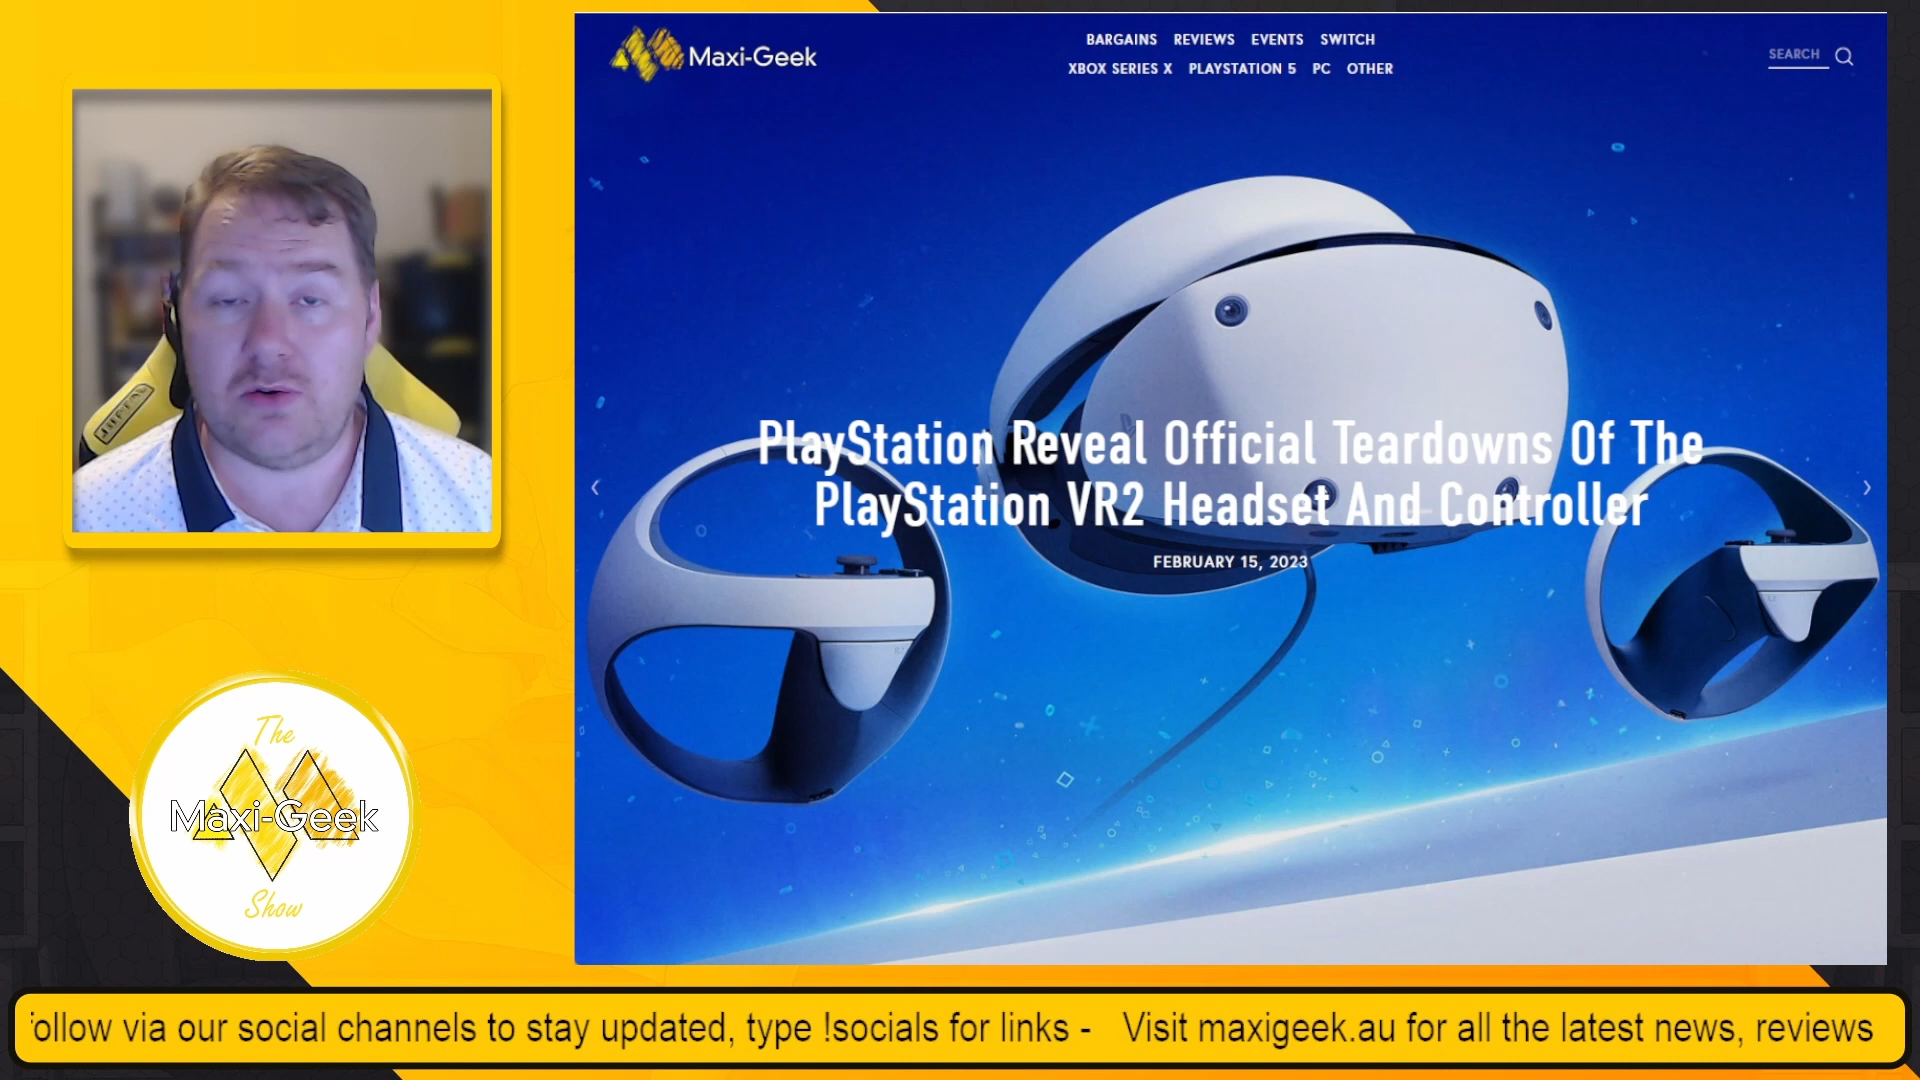 Maxi-Geek
BARGAINS REVIEWS EVENTS SWITCH
XBOX SERIES X PLAYSTATION 5 PC OTHER
SEARCH
PlayStation Reveal Official Teardowns Of The
PlayStation VR2 Headset And Controller
FEBRUARY 15, 2023
The
Maxi-Geek
Show
follow via our social channels to stay updated, type !socials for links - Visit maxigeek.au for all the latest news, reviews